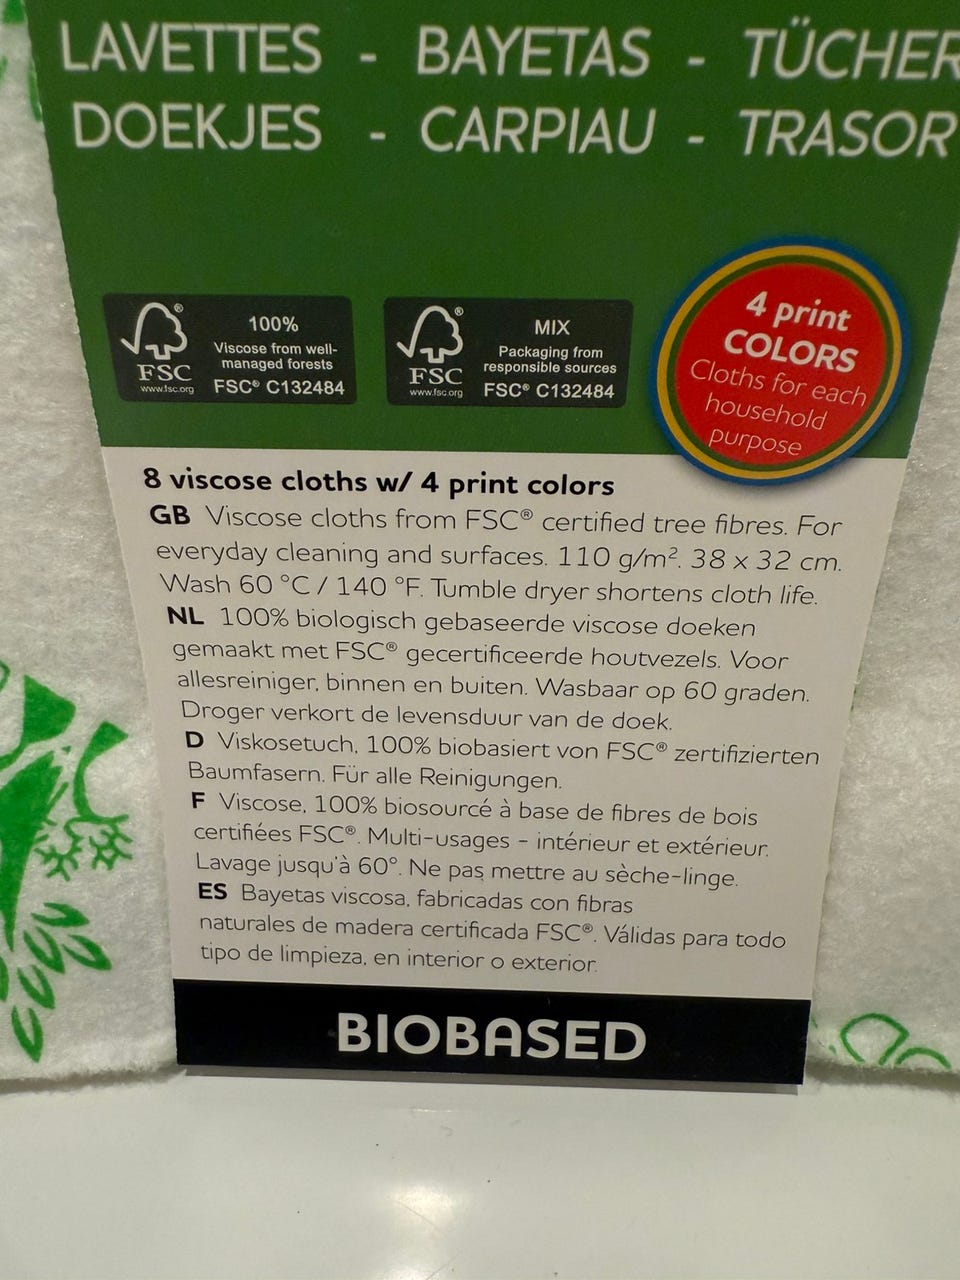 LAVETTES - BAYETAS - TÜCHER
DOEKJES - CARPIAU - TRASOR
FSC
www.fsc.org
100%
Viscose from well-
managed forests
FSC® C132484
FSC
www.fsc.org
MIX
Packaging from
responsible sources
FSC® C132484
4 print
COLORS
Cloths for each
household
purpose
8 viscose cloths w/ 4 print colors
GB Viscose cloths from FSC® certified tree fibres. For
everyday cleaning and surfaces. 110 g/m². 38 x 32 cm.
Wash 60 °C / 140 °F. Tumble dryer shortens cloth life.
NL 100% biologisch gebaseerde viscose doeken
gemaakt met FSC® gecertificeerde houtvezels. Voor
allesreiniger, binnen en buiten. Wasbaar op 60 graden.
Droger verkort de levensduur van de doek.
D Viskosetuch, 100% biobasiert von FSC® zertifizierten
Baumfasern. Für alle Reinigungen.
F Viscose, 100% biosourcé à base de fibres de bois
certifiées FSC®. Multi-usages - intérieur et extérieur.
Lavage jusqu'à 60°. Ne pas mettre au sèche-linge.
ES Bayetas viscosa, fabricadas con fibras
naturales de madera certificada FSC®. Válidas para todo
tipo de limpieza, en interior o exterior.
BIOBASED